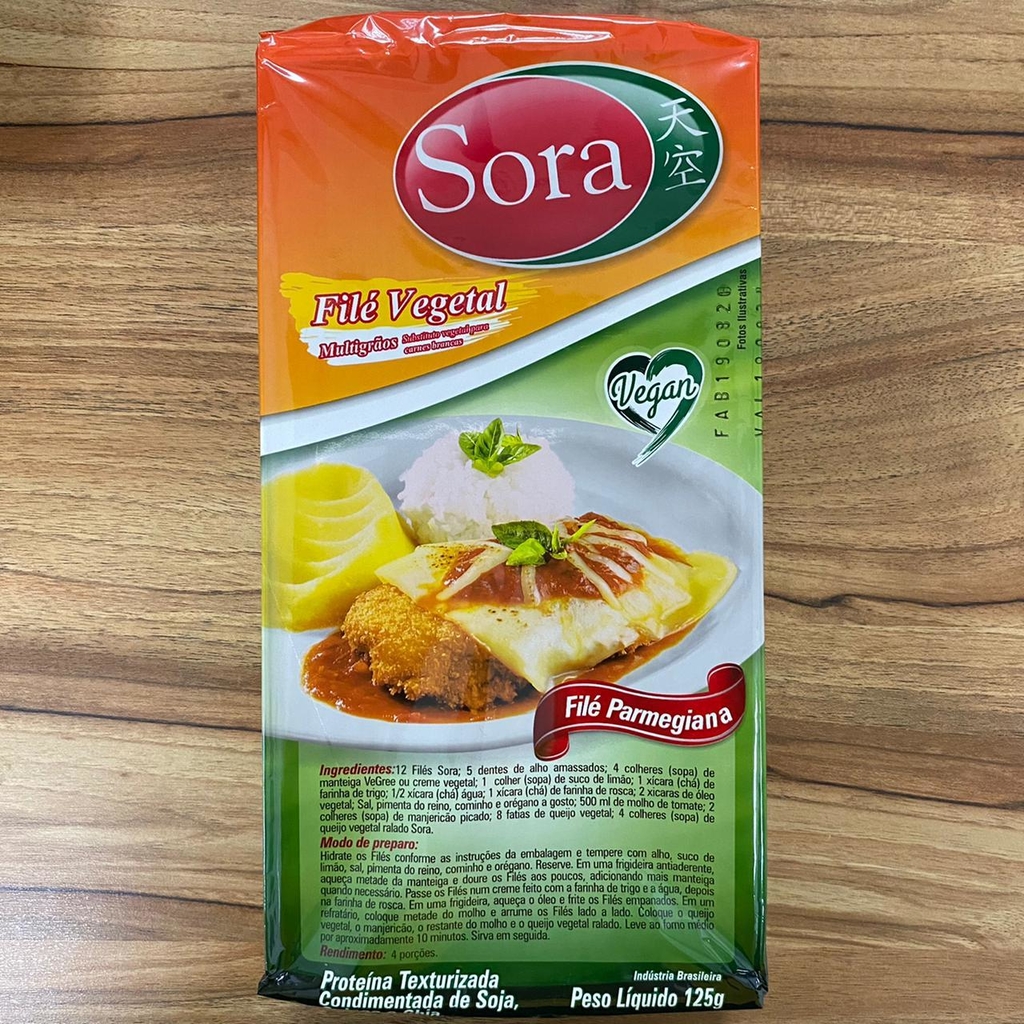 Sora
天空
Filé Vegetal
Multigrãos
Substituto vegetal para
carnes brancas
Fotos Ilustrativas
FAB190820
Vegan
Filé Parmegiana
Ingredientes:12 Filés Sora; 5 dentes de alho amassados; 4 colheres (sopa) de
manteiga VeGree ou creme vegetal; 1 colher (sopa) de suco de limão; 1 xícara (chá) de
farinha de trigo; 1/2 xícara (chá) água; 1 xícara (chá) de farinha de rosca; 2 xicaras de óleo
vegetal; Sal, pimenta do reino, cominho e orégano a gosto; 500 ml de molho de tomate; 2
colheres (sopa) de manjericão picado; 8 fatias de queijo vegetal; 4 colheres (sopa) de
queijo vegetal ralado Sora.
Modo de preparo:
Hidrate os Filés conforme as instruções da embalagem e tempere com alho, suco de
limão, sal, pimenta do reino, cominho e orégano. Reserve. Em uma frigideira antiaderente,
aqueça metade da manteiga e doure os Filés aos poucos, adicionando mais manteiga
quando necessário. Passe os Filés num creme feito com a farinha de trigo e a água, depois
na farinha de rosca. Em uma frigideira, aqueça o óleo e frite os Filés empanados. Em um
refratário, coloque metade do molho e arrume os Filés lado a lado. Coloque o queijo
vegetal, o manjericão, o restante do molho e o queijo vegetal ralado. Leve ao forno médio
por aproximadamente 10 minutos. Sirva em seguida.
Rendimento: 4 porções.
Proteína Texturizada
Condimentada de Soja,
Indústria Brasileira
Peso Líquido 125g